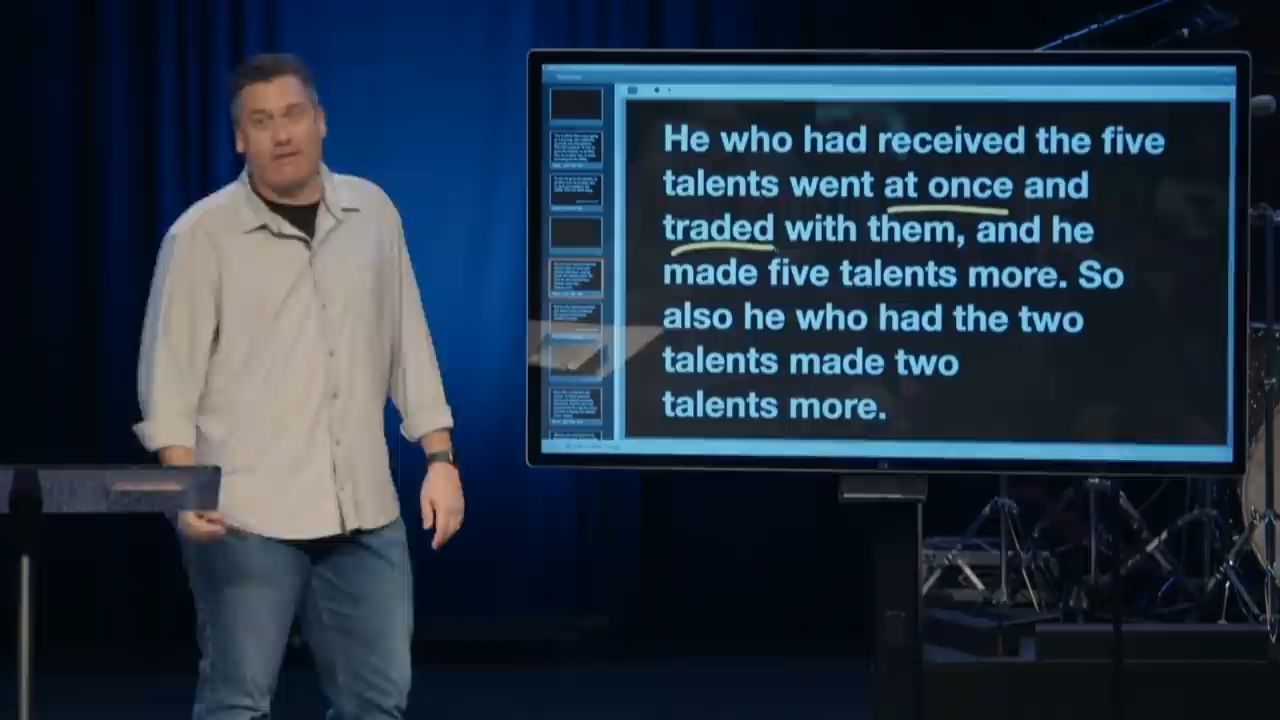 He who had received the five
talents went at once and
traded with them, and he
made five talents more. So
also he who had the two
talents made two
talents more.